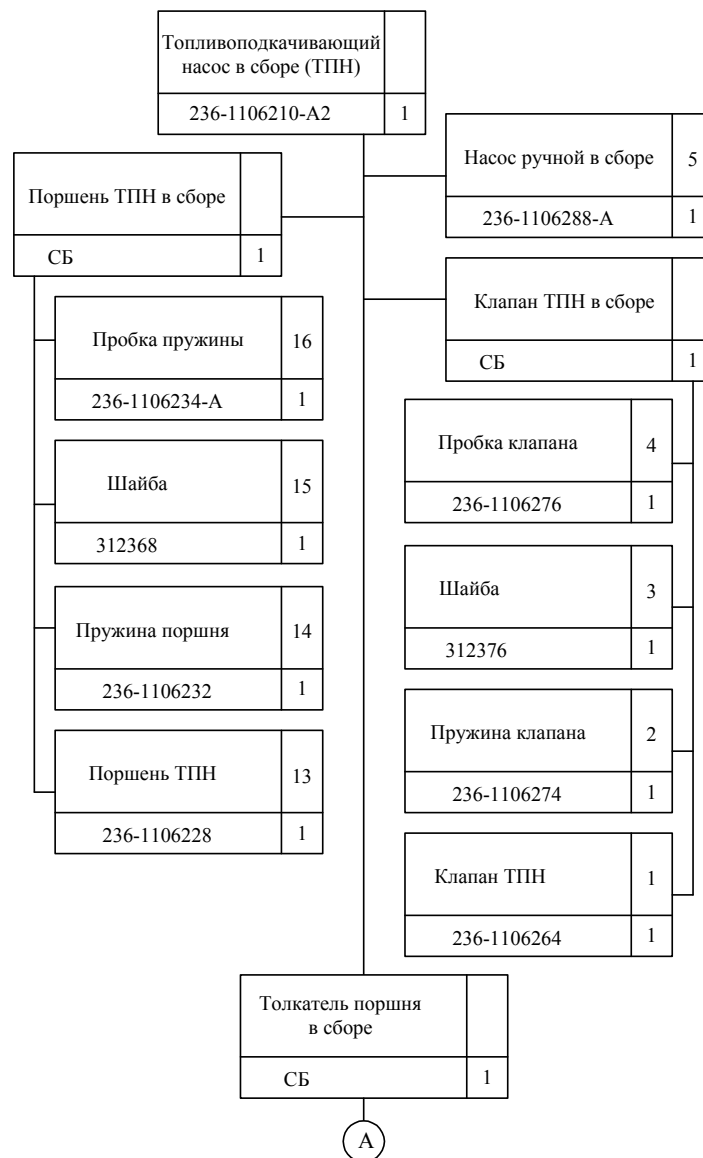 Топливоподкачивающий
насос в сборе (ТПН)
236-1106210-А2
1
Насос ручной в сборе
5
236-1106288-А
1
Поршень ТПН в сборе
СБ
1
Клапан ТПН в сборе
СБ
1
Пробка пружины
16
236-1106234-А
1
Шайба
15
312368
1
Пружина поршня
14
236-1106232
1
Поршень ТПН
13
236-1106228
1
Пробка клапана
4
236-1106276
1
Шайба
3
312376
1
Пружина клапана
2
236-1106274
1
Клапан ТПН
1
236-1106264
1
Толкатель поршня
в сборе
СБ
1
А